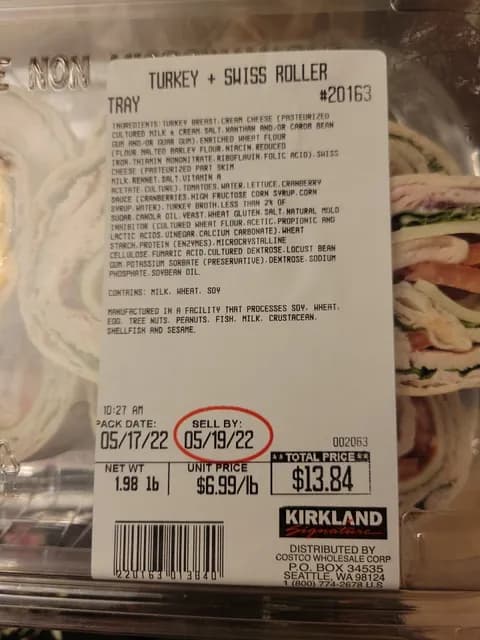 E NON
TURKEY + SWISS ROLLER
TRAY #20163
INGREDIENTS: TURKEY BREAST, CREAM CHEESE (PASTEURIZED
CULTURED MILK & CREAM, SALT, XANTHAN AND/OR CAROB BEAN
GUM AND/OR GUAR GUM), ENRICHED WHEAT FLOUR
(FLOUR, MALTED BARLEY FLOUR, NIACIN, REDUCED
IRON, THIAMIN MONONITRATE, RIBOFLAVIN, FOLIC ACID), SWISS
CHEESE (PASTEURIZED PART SKIM
MILK, RENNET, SALT, VITAMIN A
ACETATE CULTURE), TOMATOES, WATER, LETTUCE, CRANBERRY
SAUCE (CRANBERRIES, HIGH FRUCTOSE CORN SYRUP, CORN
SYRUP, WATER), TURKEY BROTH, LESS THAN 2% OF
SUGAR, CANOLA OIL, YEAST, WHEAT GLUTEN, SALT, NATURAL MOLD
INHIBITOR (CULTURED WHEAT FLOUR, ACETIC, PROPIONIC AND
LACTIC ACIDS, VINEGAR, CALCIUM CARBONATE), WHEAT
STARCH, PROTEIN (ENZYMES), MICROCRYSTALLINE
CELLULOSE, FUMARIC ACID, CULTURED DEXTROSE, LOCUST BEAN
GUM, POTASSIUM SORBATE (PRESERVATIVE), DEXTROSE, SODIUM
PHOSPHATE, SOYBEAN OIL.
CONTAINS: MILK, WHEAT, SOY
MANUFACTURED IN A FACILITY THAT PROCESSES SOY, WHEAT,
EGG, TREE NUTS, PEANUTS, FISH, MILK, CRUSTACEAN,
SHELLFISH AND SESAME.
10:27 AM
PACK DATE: SELL BY:
05/17/22 05/19/22 002063
NET WT UNIT PRICE ** TOTAL PRICE **
1.98 lb $6.99/lb $13.84
KIRKLAND
Signature
DISTRIBUTED BY
COSTCO WHOLESALE CORP
P.O. BOX 34535
SEATTLE, WA 98124
1 (800) 774-2678 U.S
220163 013840